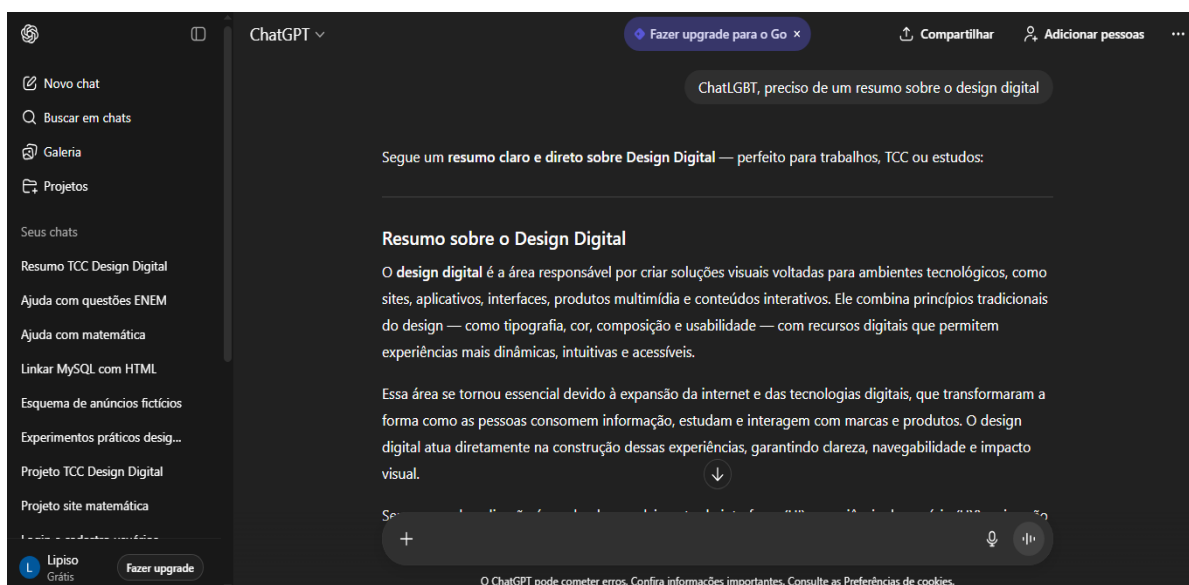 ChatGPT
Fazer upgrade para o Go ×
Compartilhar
Adicionar pessoas
Novo chat
Buscar em chats
Galeria
Projetos
Seus chats
Resumo TCC Design Digital
Ajuda com questões ENEM
Ajuda com matemática
Linkar MySQL com HTML
Esquema de anúncios fictícios
Experimentos práticos desig...
Projeto TCC Design Digital
Projeto site matemática
L
Lipiso
Grátis
Fazer upgrade
ChatLGBT, preciso de um resumo sobre o design digital
Segue um resumo claro e direto sobre Design Digital — perfeito para trabalhos, TCC ou estudos:
Resumo sobre o Design Digital
O design digital é a área responsável por criar soluções visuais voltadas para ambientes tecnológicos, como
sites, aplicativos, interfaces, produtos multimídia e conteúdos interativos. Ele combina princípios tradicionais
do design — como tipografia, cor, composição e usabilidade — com recursos digitais que permitem
experiências mais dinâmicas, intuitivas e acessíveis.
Essa área se tornou essencial devido à expansão da internet e das tecnologias digitais, que transformaram a
forma como as pessoas consomem informação, estudam e interagem com marcas e produtos. O design
digital atua diretamente na construção dessas experiências, garantindo clareza, navegabilidade e impacto
visual.
O ChatGPT pode cometer erros. Confira informações importantes. Consulte as Preferências de cookies.